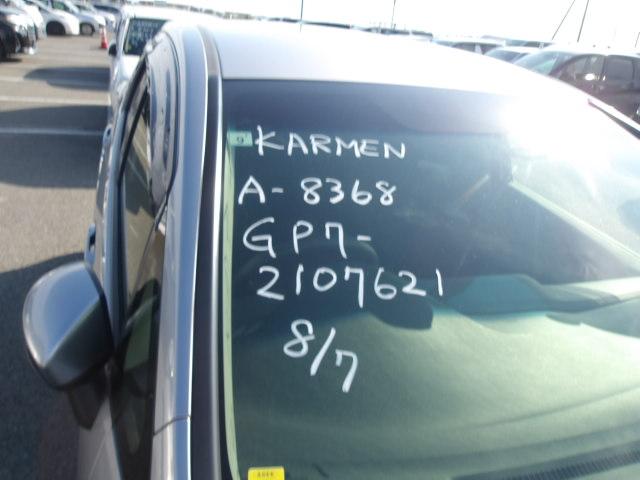 KARMEN
A-8368
GP7-
2107621
8/7